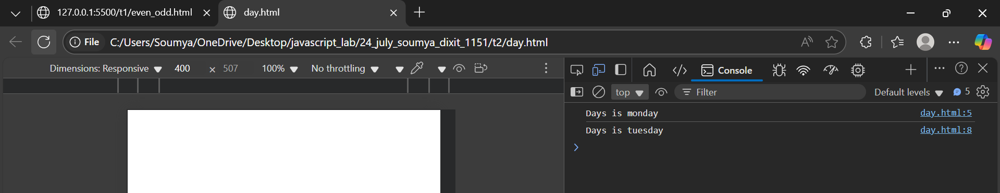 127.0.0.1:5500/t1/even_odd.html
day.html
File C:/Users/Soumya/OneDrive/Desktop/javascript_lab/24_july_soumya_dixit_1151/t2/day.html
Dimensions: Responsive 400 × 507 100% No throttling
Console
top Filter Default levels 5
Days is monday day.html:5
Days is tuesday day.html:8